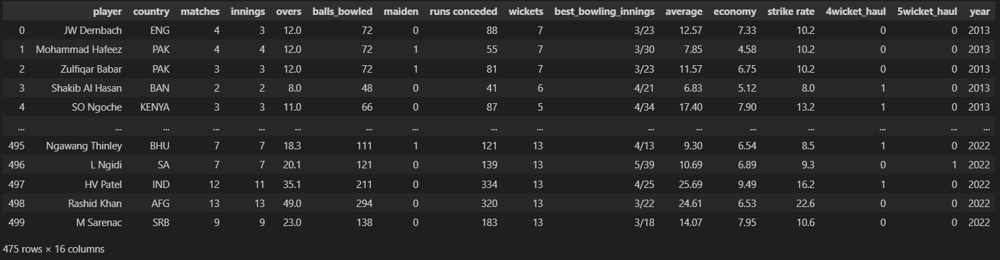 player country matches innings overs balls_bowled maiden runs conceded wickets best_bowling_innings average economy strike rate 4wicket_haul 5wicket_haul year
0 JW Dernbach ENG 4 3 12.0 72 0 88 7 3/23 12.57 7.33 10.2 0 0 2013
1 Mohammad Hafeez PAK 4 4 12.0 72 1 55 7 3/30 7.85 4.58 10.2 0 0 2013
2 Zulfiqar Babar PAK 3 3 12.0 72 1 81 7 3/23 11.57 6.75 10.2 0 0 2013
3 Shakib Al Hasan BAN 2 2 8.0 48 0 41 6 4/21 6.83 5.12 8.0 1 0 2013
4 SO Ngoche KENYA 3 3 11.0 66 0 87 5 4/34 17.40 7.90 13.2 1 0 2013
... ... ... ... ... ... ... ... ... ... ... ... ... ... ... ... ...
495 Ngawang Thinley BHU 7 7 18.3 111 1 121 13 4/13 9.30 6.54 8.5 1 0 2022
496 L Ngidi SA 7 7 20.1 121 0 139 13 5/39 10.69 6.89 9.3 0 1 2022
497 HV Patel IND 12 11 35.1 211 0 334 13 4/25 25.69 9.49 16.2 1 0 2022
498 Rashid Khan AFG 13 13 49.0 294 0 320 13 3/22 24.61 6.53 22.6 0 0 2022
499 M Sarenac SRB 9 9 23.0 138 0 183 13 3/18 14.07 7.95 10.6 0 0 2022
475 rows × 16 columns